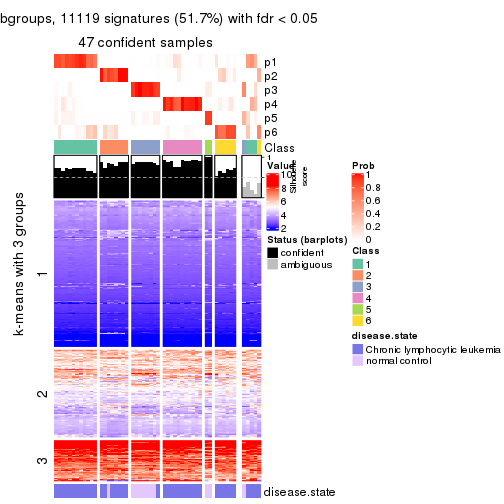 bgroups, 11119 signatures (51.7%) with fdr < 0.05
47 confident samples
p1
p2
p3
p4
p5
p6
Class
1
Silhouette
score
k-means with 3 groups
1
2
3
disease.state
Value
10
8
6
4
2
Status (barplots)
confident
ambiguous
Prob
1
0.8
0.6
0.4
0.2
0
Class
1
2
3
4
5
6
disease.state
Chronic lymphocytic leukemia
normal control